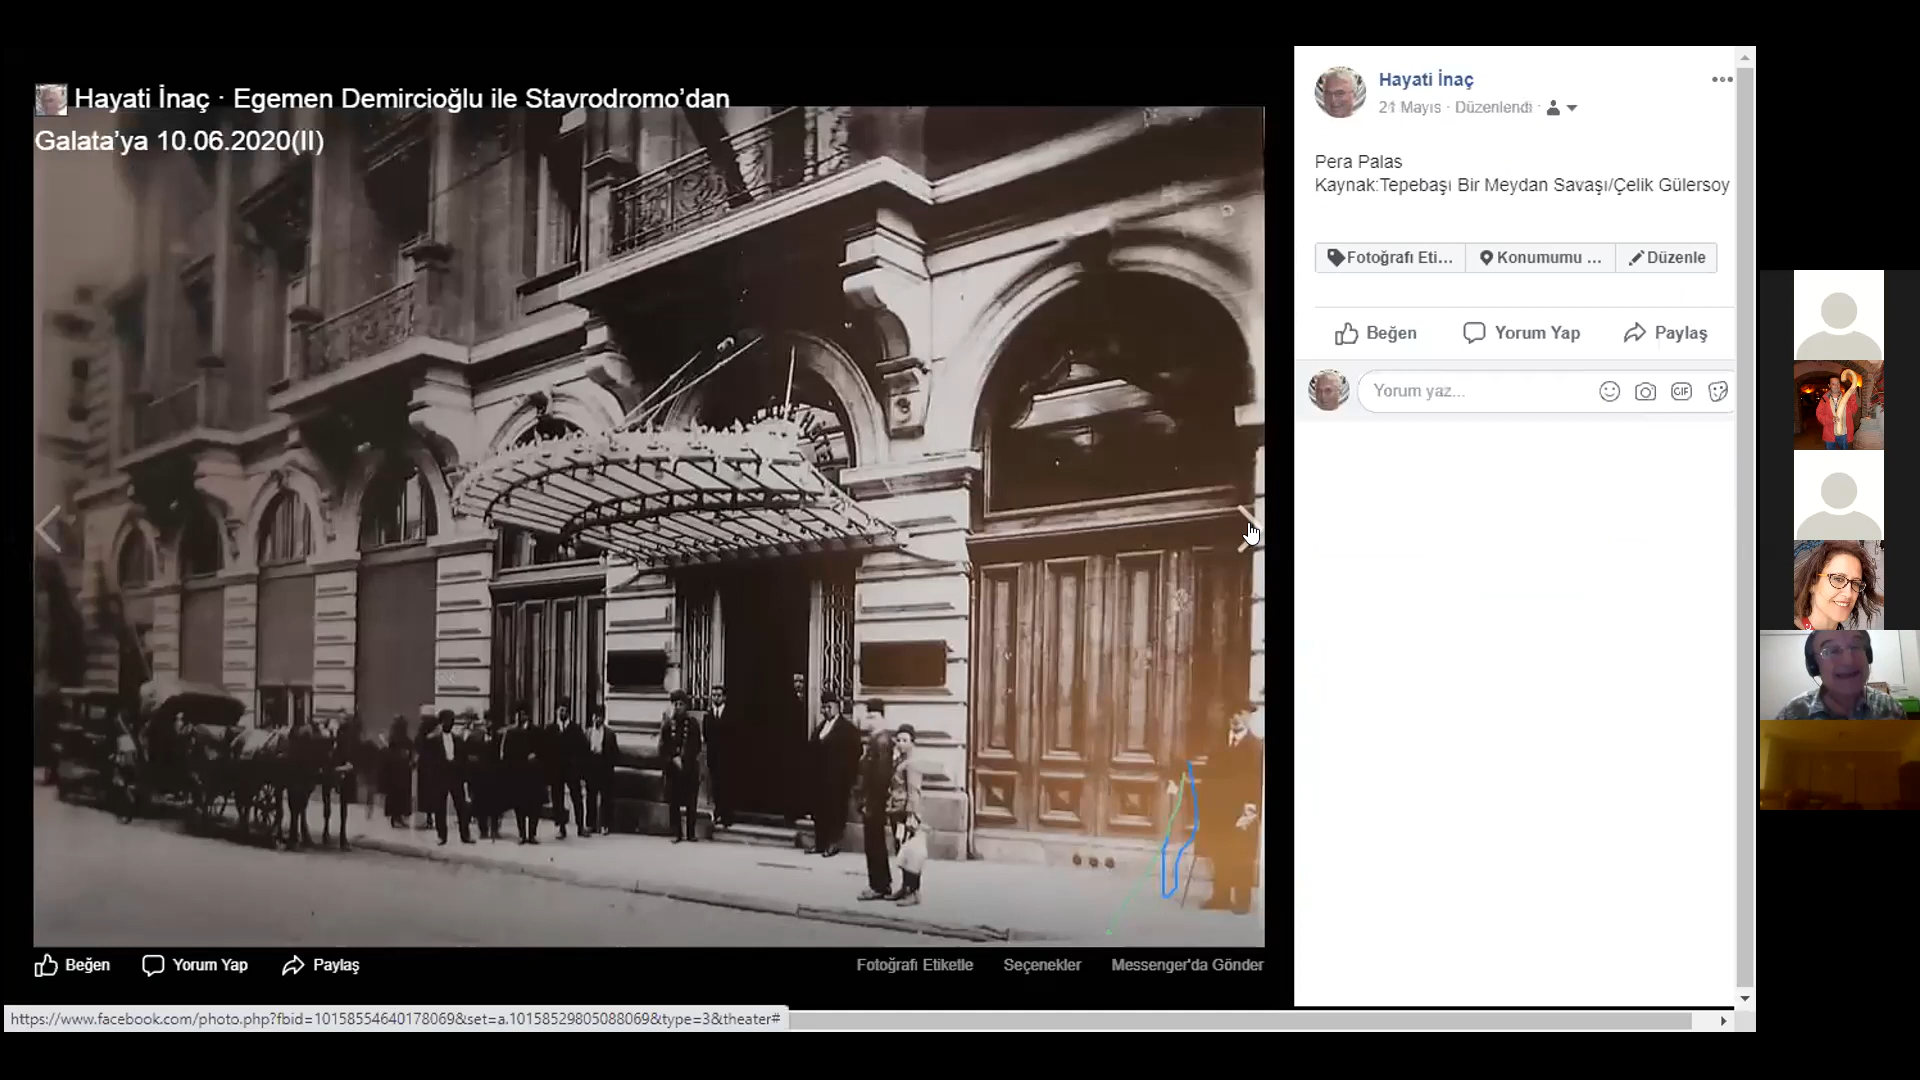 Hayati İnaç · Egemen Demircioğlu ile Stavrodromo’dan
Galata’ya 10.06.2020(II)
Hayati İnaç
21 Mayıs · Düzenlendi ·
Pera Palas
Kaynak:Tepebaşı Bir Meydan Savaşı/Çelik Gülersoy
Fotoğrafı Eti...
Konumumu ...
Düzenle
Beğen
Yorum Yap
Paylaş
Yorum yaz...
GIF
Beğen
Yorum Yap
Paylaş
Fotoğrafı Etiketle
Seçenekler
Messenger'da Gönder
https://www.facebook.com/photo.php?fbid=10158554640178069&set=a.10158529805088069&type=3&theater#